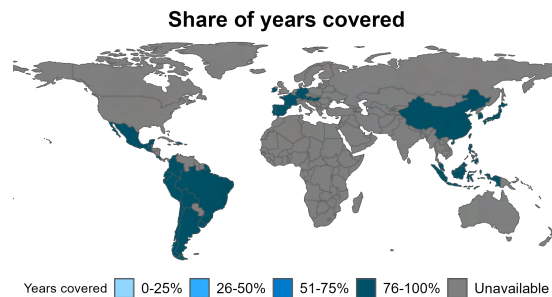 Share of years covered
Years covered 0-25% 26-50% 51-75% 76-100% Unavailable